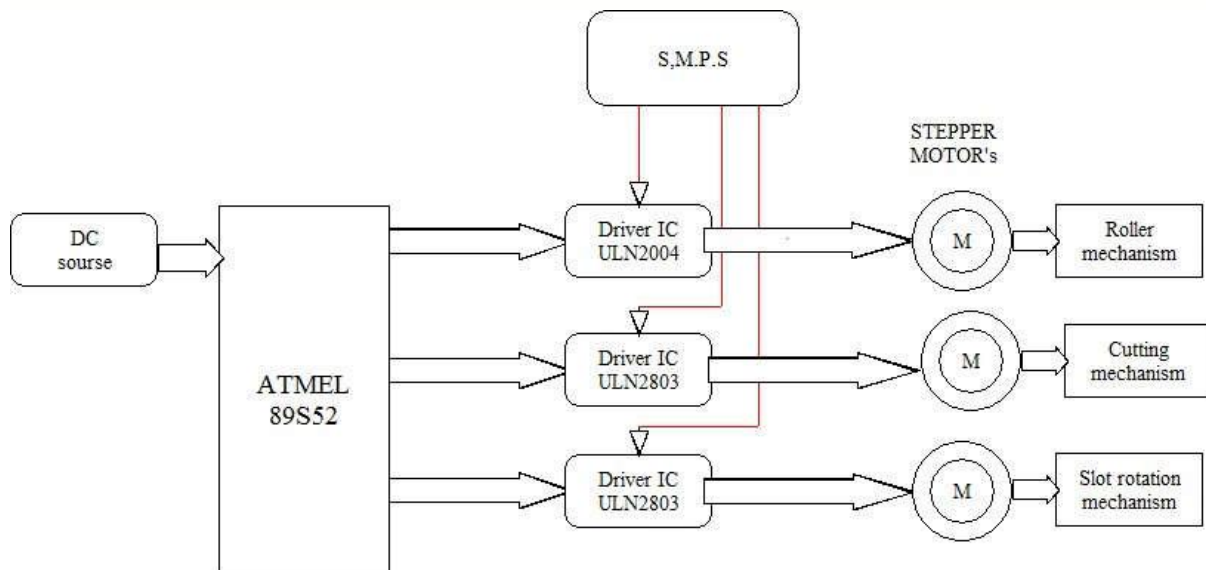 S,M.P.S
STEPPER
MOTOR's
DC
sourse
ATMEL
89S52
Driver IC
ULN2004
M
Roller
mechanism
Driver IC
ULN2803
M
Cutting
mechanism
Driver IC
ULN2803
M
Slot rotation
mechanism